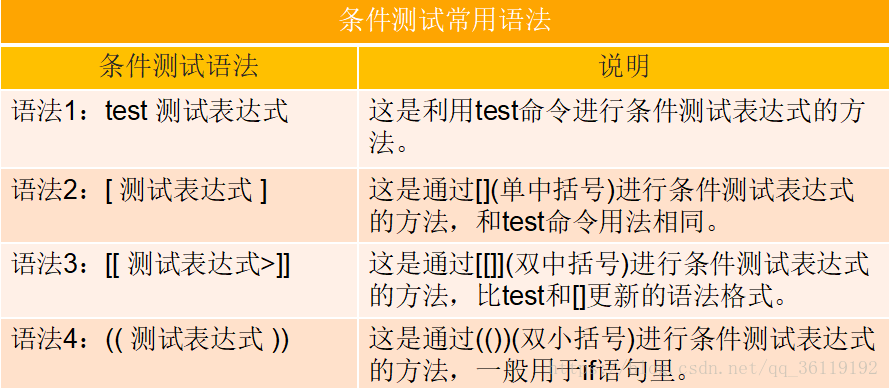 条件测试常用语法
条件测试语法
说明
语法1：test 测试表达式
这是利用test命令进行条件测试表达式的方
法。
语法2：[ 测试表达式 ]
这是通过[](单中括号)进行条件测试表达式
的方法，和test命令用法相同。
语法3：[[ 测试表达式>]]
这是通过[[]](双中括号)进行条件测试表达式
的方法，比test和[]更新的语法格式。
语法4：(( 测试表达式 ))
这是通过(())(双小括号)进行条件测试表达式
的方法，一般用于if语句里。
https://blog.csdn.net/qq_36119192